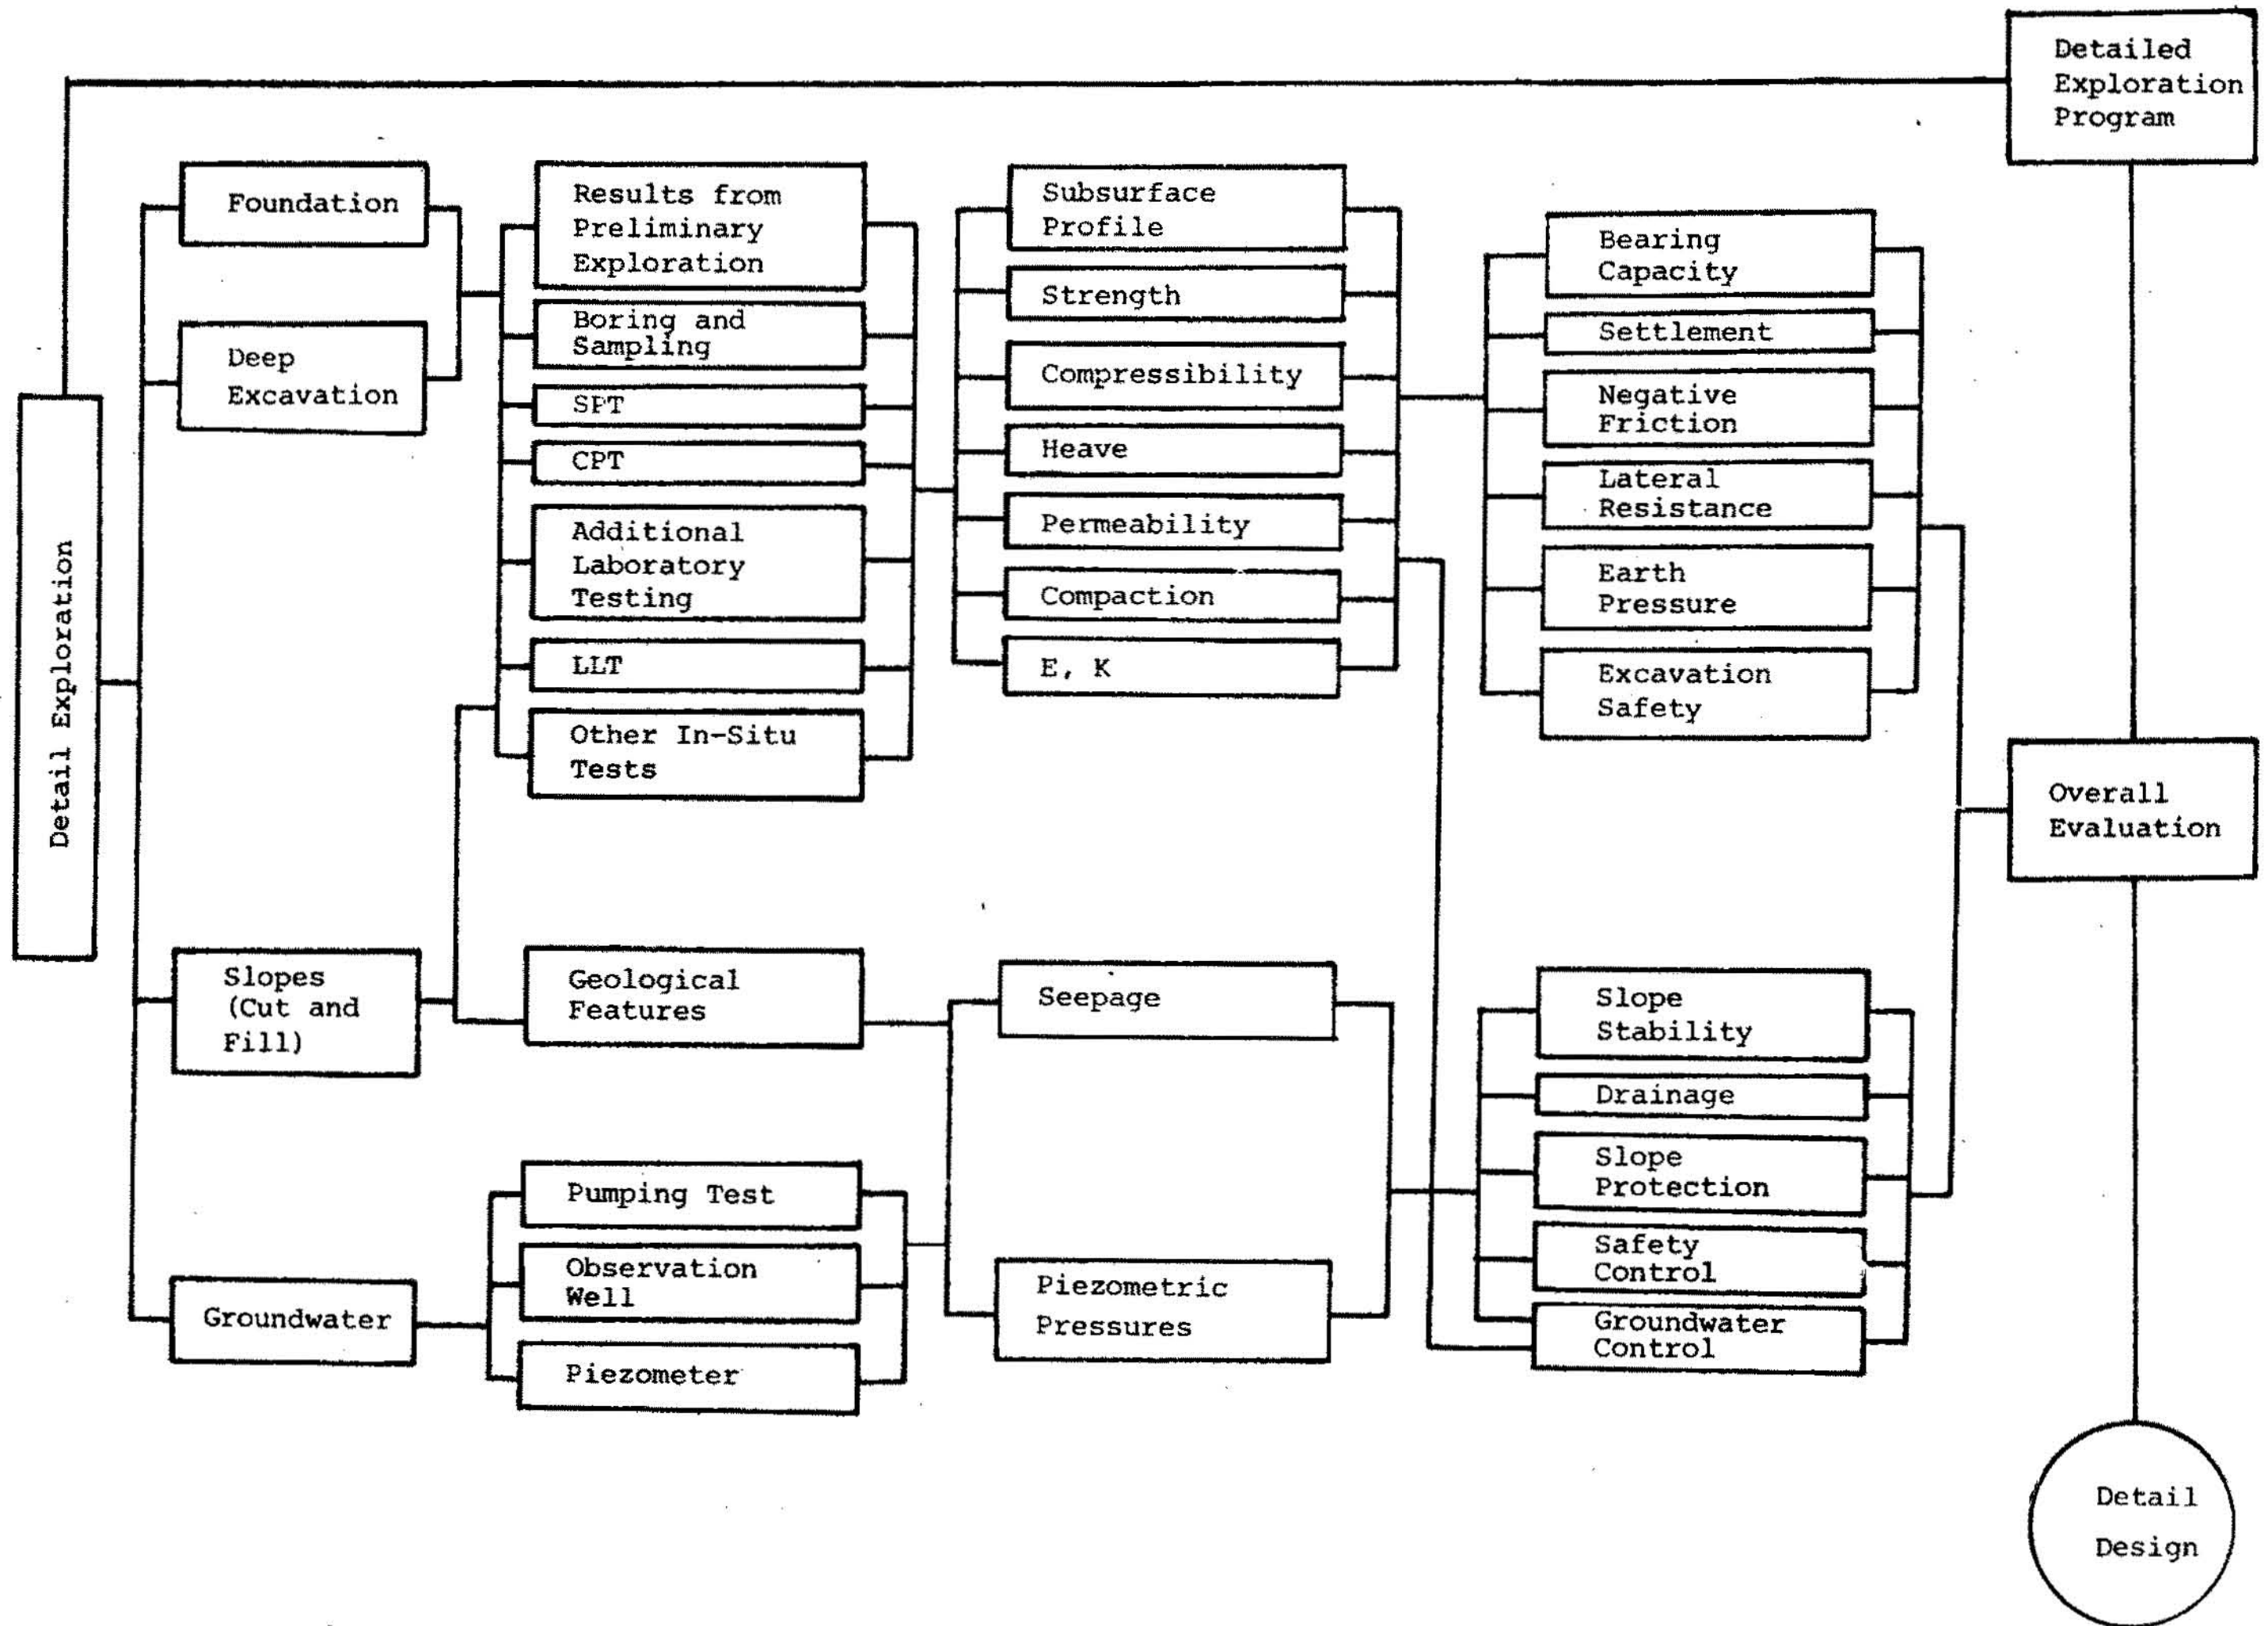 Detailed
Exploration
Program
Detail Exploration
Foundation
Deep
Excavation
Slopes
(Cut and
Fill)
Groundwater
Results from
Preliminary
Exploration
Boring and
Sampling
SPT
CPT
Additional
Laboratory
Testing
LLT
Other In-Situ
Tests
Geological
Features
Pumping Test
Observation
Well
Piezometer
Subsurface
Profile
Strength
Compressibility
Heave
Permeability
Compaction
E, K
Seepage
Piezometric
Pressures
Bearing
Capacity
Settlement
Negative
Friction
Lateral
Resistance
Earth
Pressure
Excavation
Safety
Slope
Stability
Drainage
Slope
Protection
Safety
Control
Groundwater
Control
Overall
Evaluation
Detail
Design